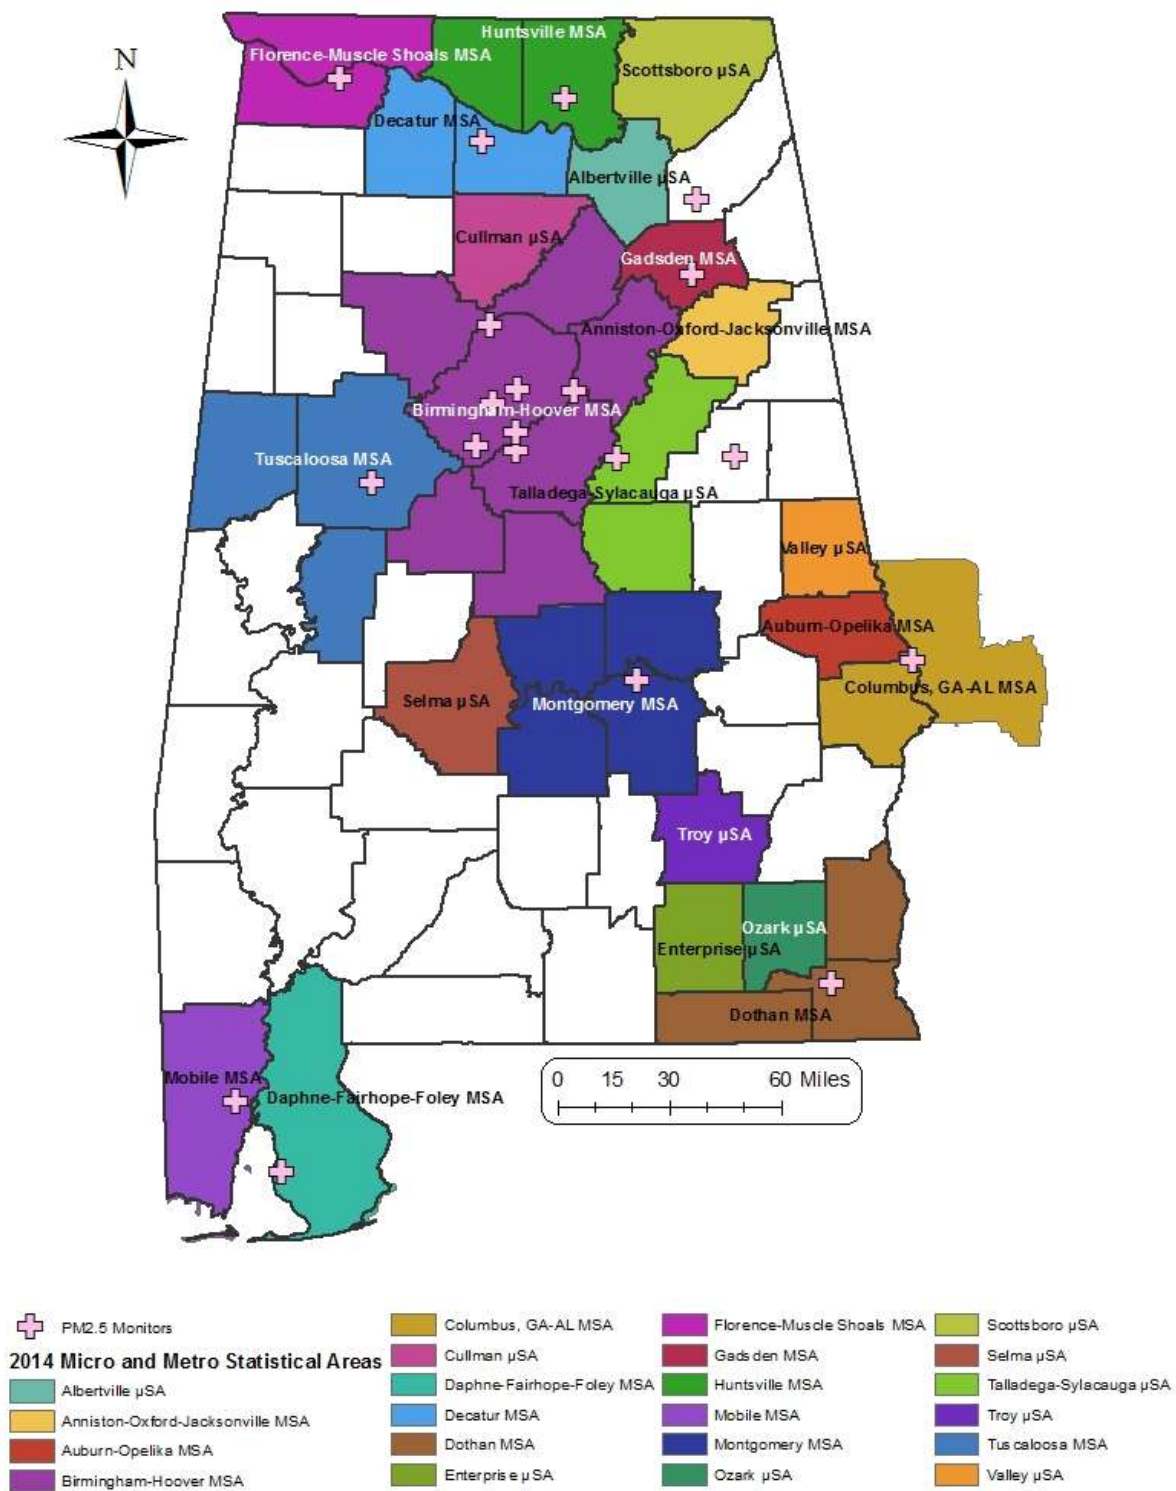 N
Huntsville MSA
Florence-Muscle Shoals MSA
Scottsboro µSA
Decatur MSA
Albertville µSA
Cullman µSA
Gadsden MSA
Anniston-Oxford-Jacksonville MSA
Birmingham-Hoover MSA
Tuscaloosa MSA
Talladega-Sylacauga µSA
Valley µSA
Auburn-Opelika MSA
Columbus, GA-AL MSA
Selma µSA
Montgomery MSA
Troy µSA
Ozark µSA
Enterprise µSA
Dothan MSA
Mobile MSA
Daphne-Fairhope-Foley MSA
0 15 30 60 Miles
PM2.5 Monitors
2014 Micro and Metro Statistical Areas
Albertville µSA
Anniston-Oxford-Jacksonville MSA
Auburn-Opelika MSA
Birmingham-Hoover MSA
Columbus, GA-AL MSA
Cullman µSA
Daphne-Fairhope-Foley MSA
Decatur MSA
Dothan MSA
Enterprise µSA
Florence-Muscle Shoals MSA
Gadsden MSA
Huntsville MSA
Mobile MSA
Montgomery MSA
Ozark µSA
Scottsboro µSA
Selma µSA
Talladega-Sylacauga µSA
Troy µSA
Tuscaloosa MSA
Valley µSA